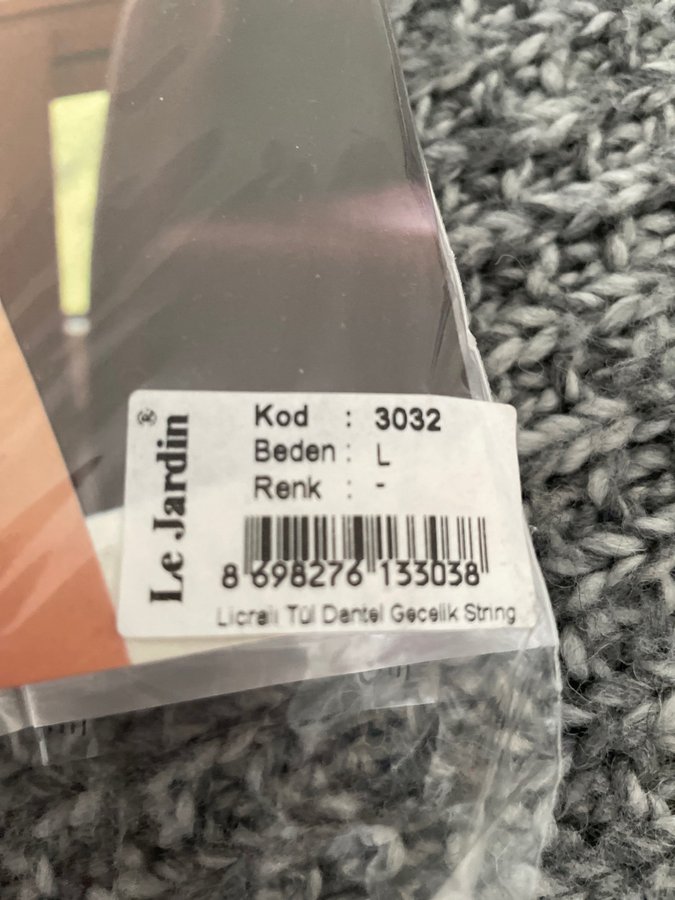 Le Jardin®
Kod : 3032
Beden : L
Renk : -
8 698276 133038
Licralı Tül Dantel Gecelik String